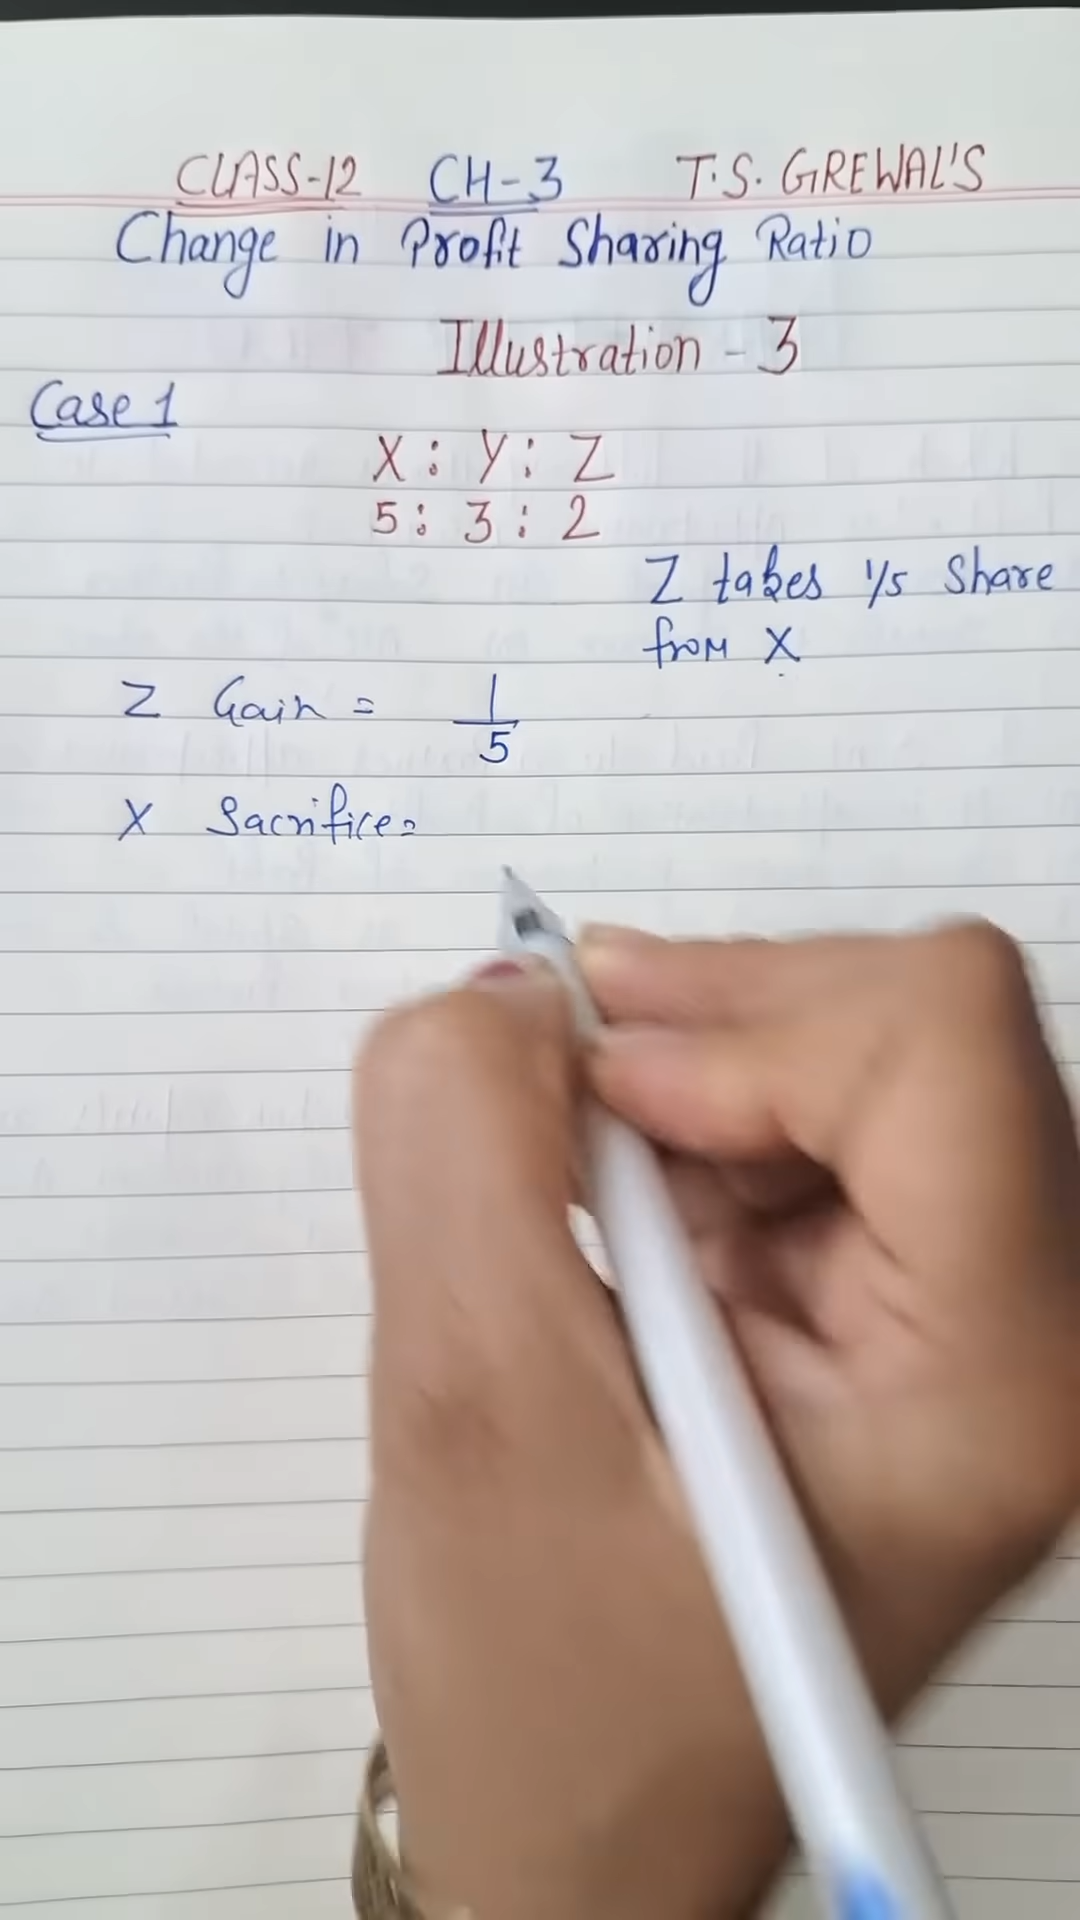 CLASS-12 CH-3 T.S. GREWAL'S
Change in Profit Sharing Ratio
Illustration - 3
Case 1
X : Y : Z
5 : 3 : 2
Z takes 1/5 Share
from X
Z Gain = 1/5
X Sacrifice =